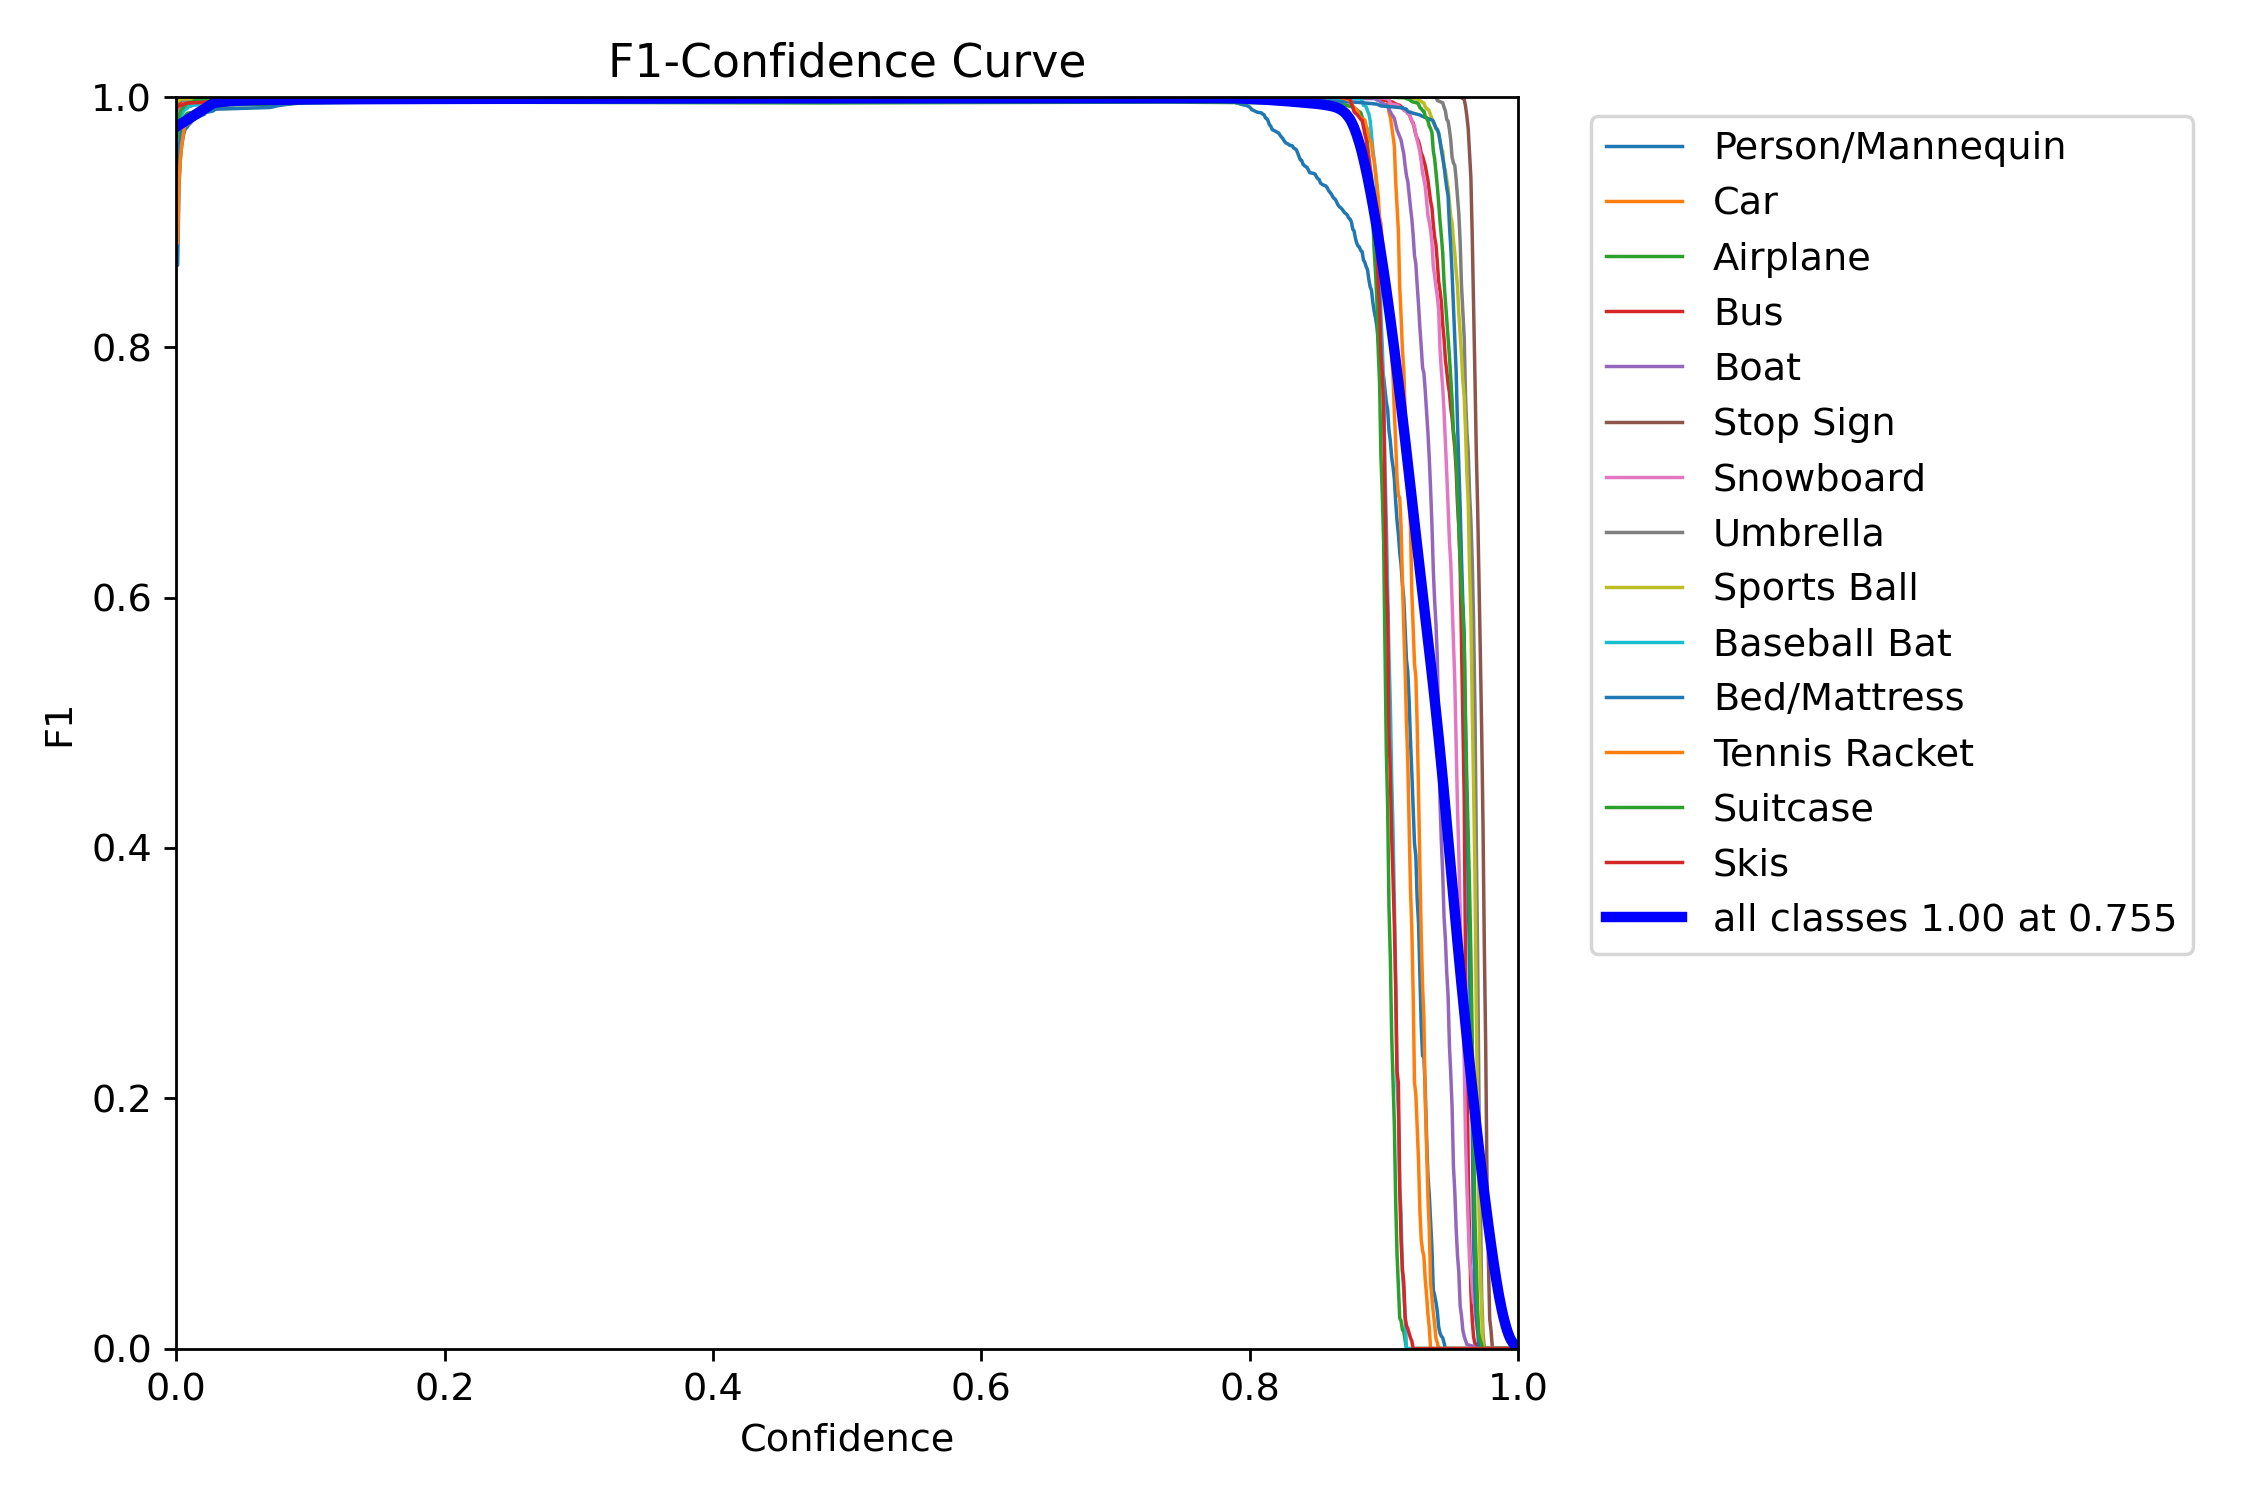 F1-Confidence Curve
1.0
0.8
0.6
0.4
0.2
0.0
F1
0.0 0.2 0.4 0.6 0.8 1.0
Confidence
Person/Mannequin
Car
Airplane
Bus
Boat
Stop Sign
Snowboard
Umbrella
Sports Ball
Baseball Bat
Bed/Mattress
Tennis Racket
Suitcase
Skis
all classes 1.00 at 0.755